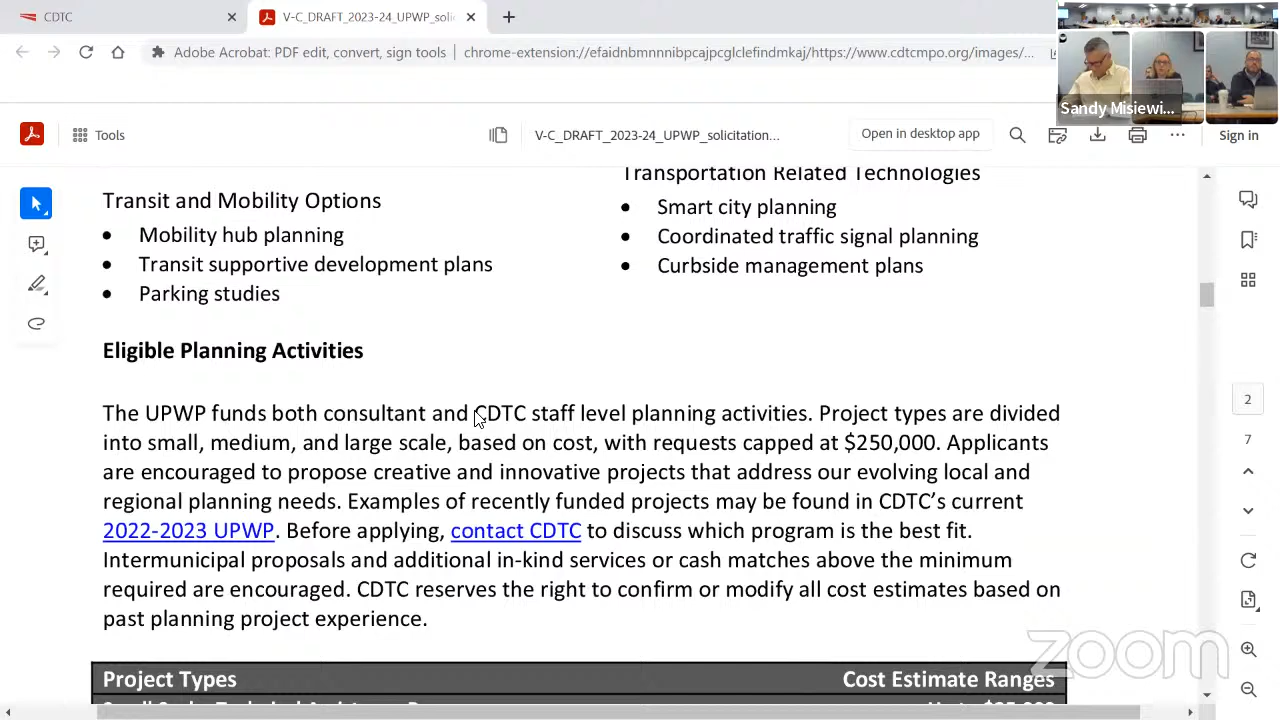 CDTC
V-C_DRAFT_2023-24_UPWP_soli
Adobe Acrobat: PDF edit, convert, sign tools
chrome-extension://efaidnbmnnnibpcajpcglclefindmkaj/https://www.cdtcmpo.org/images/...
Sandy Misiewi...
Tools
V-C_DRAFT_2023-24_UPWP_solicitation...
Open in desktop app
Sign in
Transportation Related Technologies
Transit and Mobility Options
• Smart city planning
• Mobility hub planning
• Coordinated traffic signal planning
• Transit supportive development plans
• Curbside management plans
• Parking studies
Eligible Planning Activities
The UPWP funds both consultant and CDTC staff level planning activities. Project types are divided
into small, medium, and large scale, based on cost, with requests capped at $250,000. Applicants
are encouraged to propose creative and innovative projects that address our evolving local and
regional planning needs. Examples of recently funded projects may be found in CDTC’s current
2022-2023 UPWP. Before applying, contact CDTC to discuss which program is the best fit.
Intermunicipal proposals and additional in-kind services or cash matches above the minimum
required are encouraged. CDTC reserves the right to confirm or modify all cost estimates based on
past planning project experience.
2
7
zoom
Project Types Cost Estimate Ranges